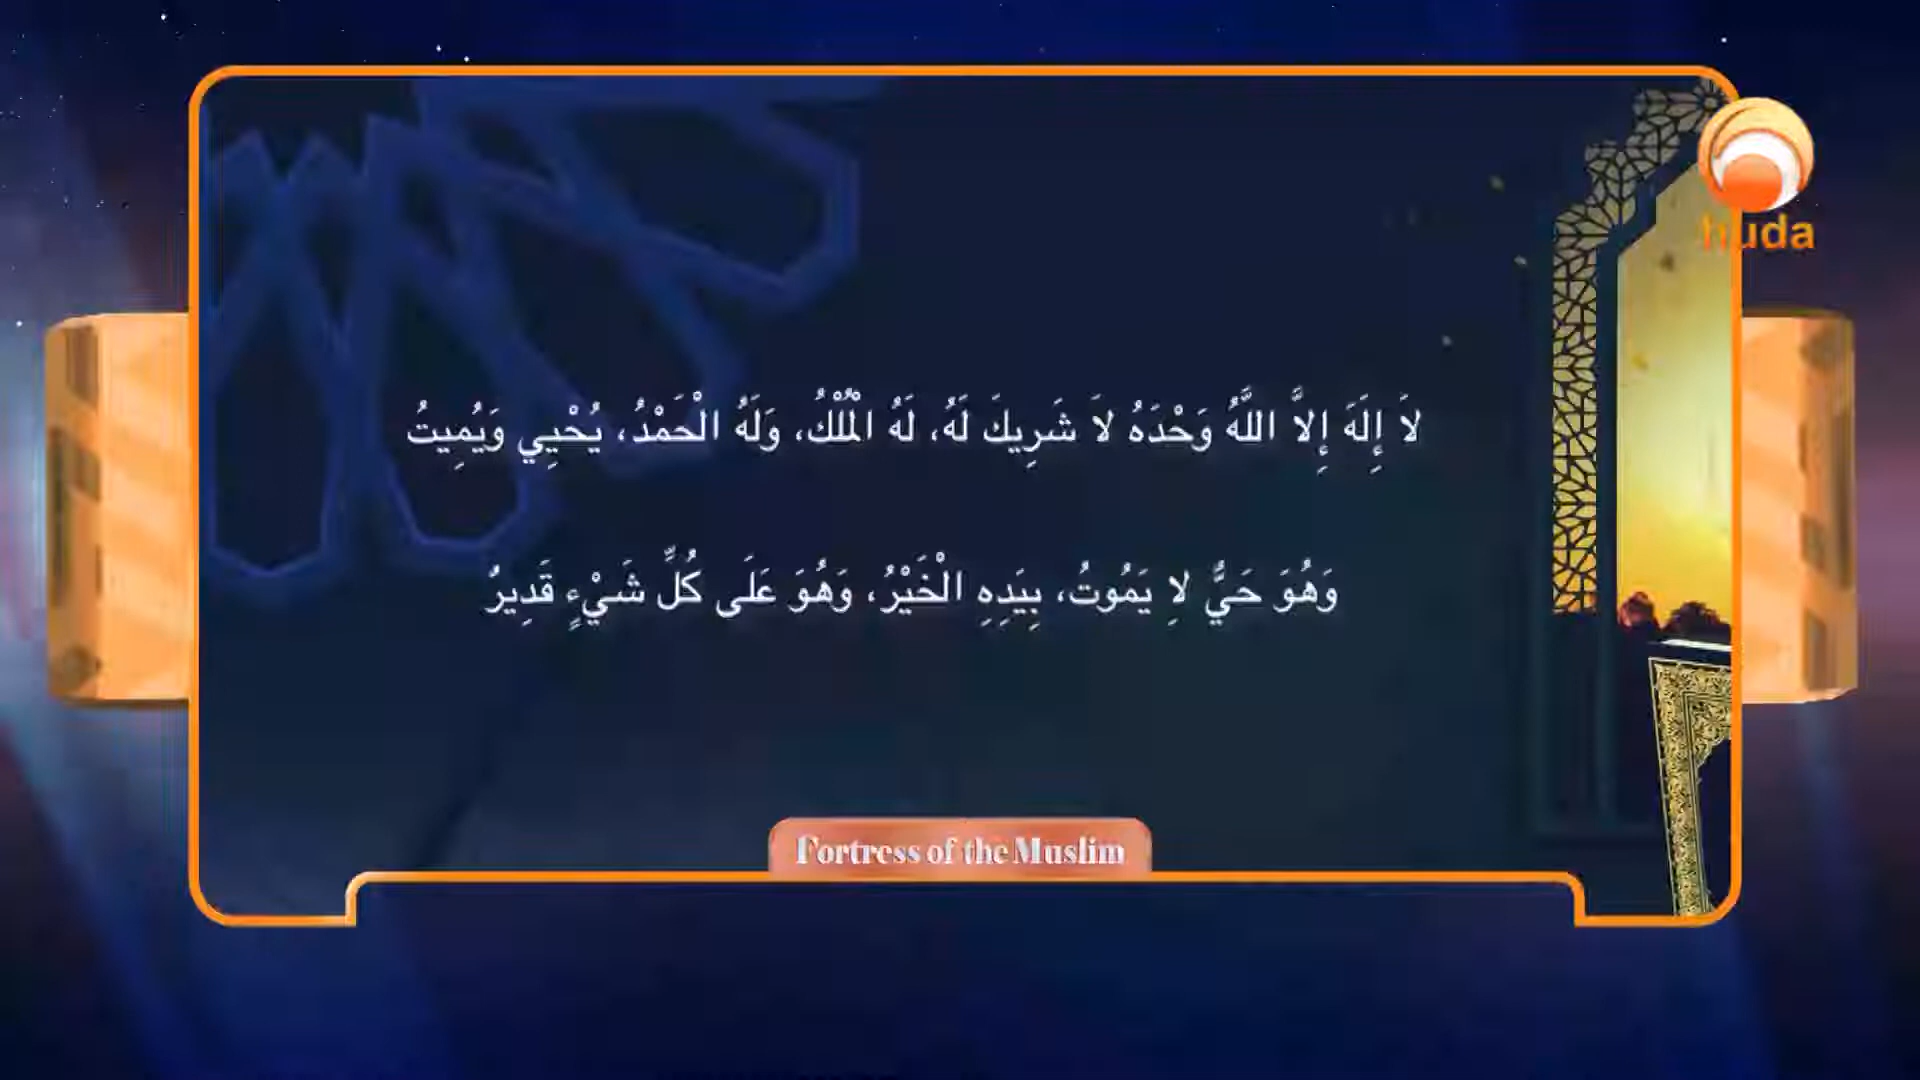 huda
لاَ إِلَهَ إِلاَّ اللَّهُ وَحْدَهُ لاَ شَرِيكَ لَهُ، لَهُ الْمُلْكُ، وَلَهُ الْحَمْدُ، يُحْيِي وَيُمِيتُ
وَهُوَ حَيٌّ لاِ يَمُوتُ، بِيَدِهِ الْخَيْرُ، وَهُوَ عَلَى كُلِّ شَيْءٍ قَدِيرٌ
Fortress of the Muslim